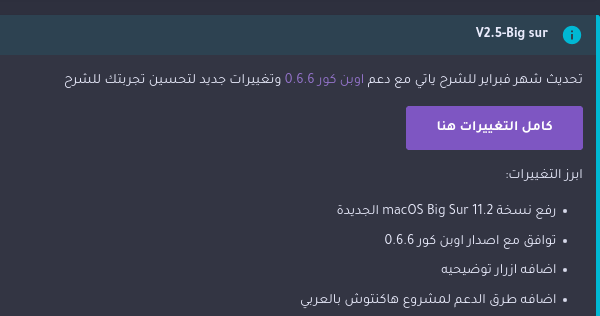 V2.5-Big sur
تحديث شهر فبراير للشرح ياتي مع دعم اوبن كور 0.6.6 وتغييرات جديد لتحسين تجربتك للشرح
كامل التغييرات هنا
ابرز التغييرات:
رفع نسخة macOS Big Sur 11.2 الجديدة
توافق مع اصدار اوبن كور 0.6.6
اضافه ازرار توضيحيه
اضافه طرق الدعم لمشروع هاكنتوش بالعربي